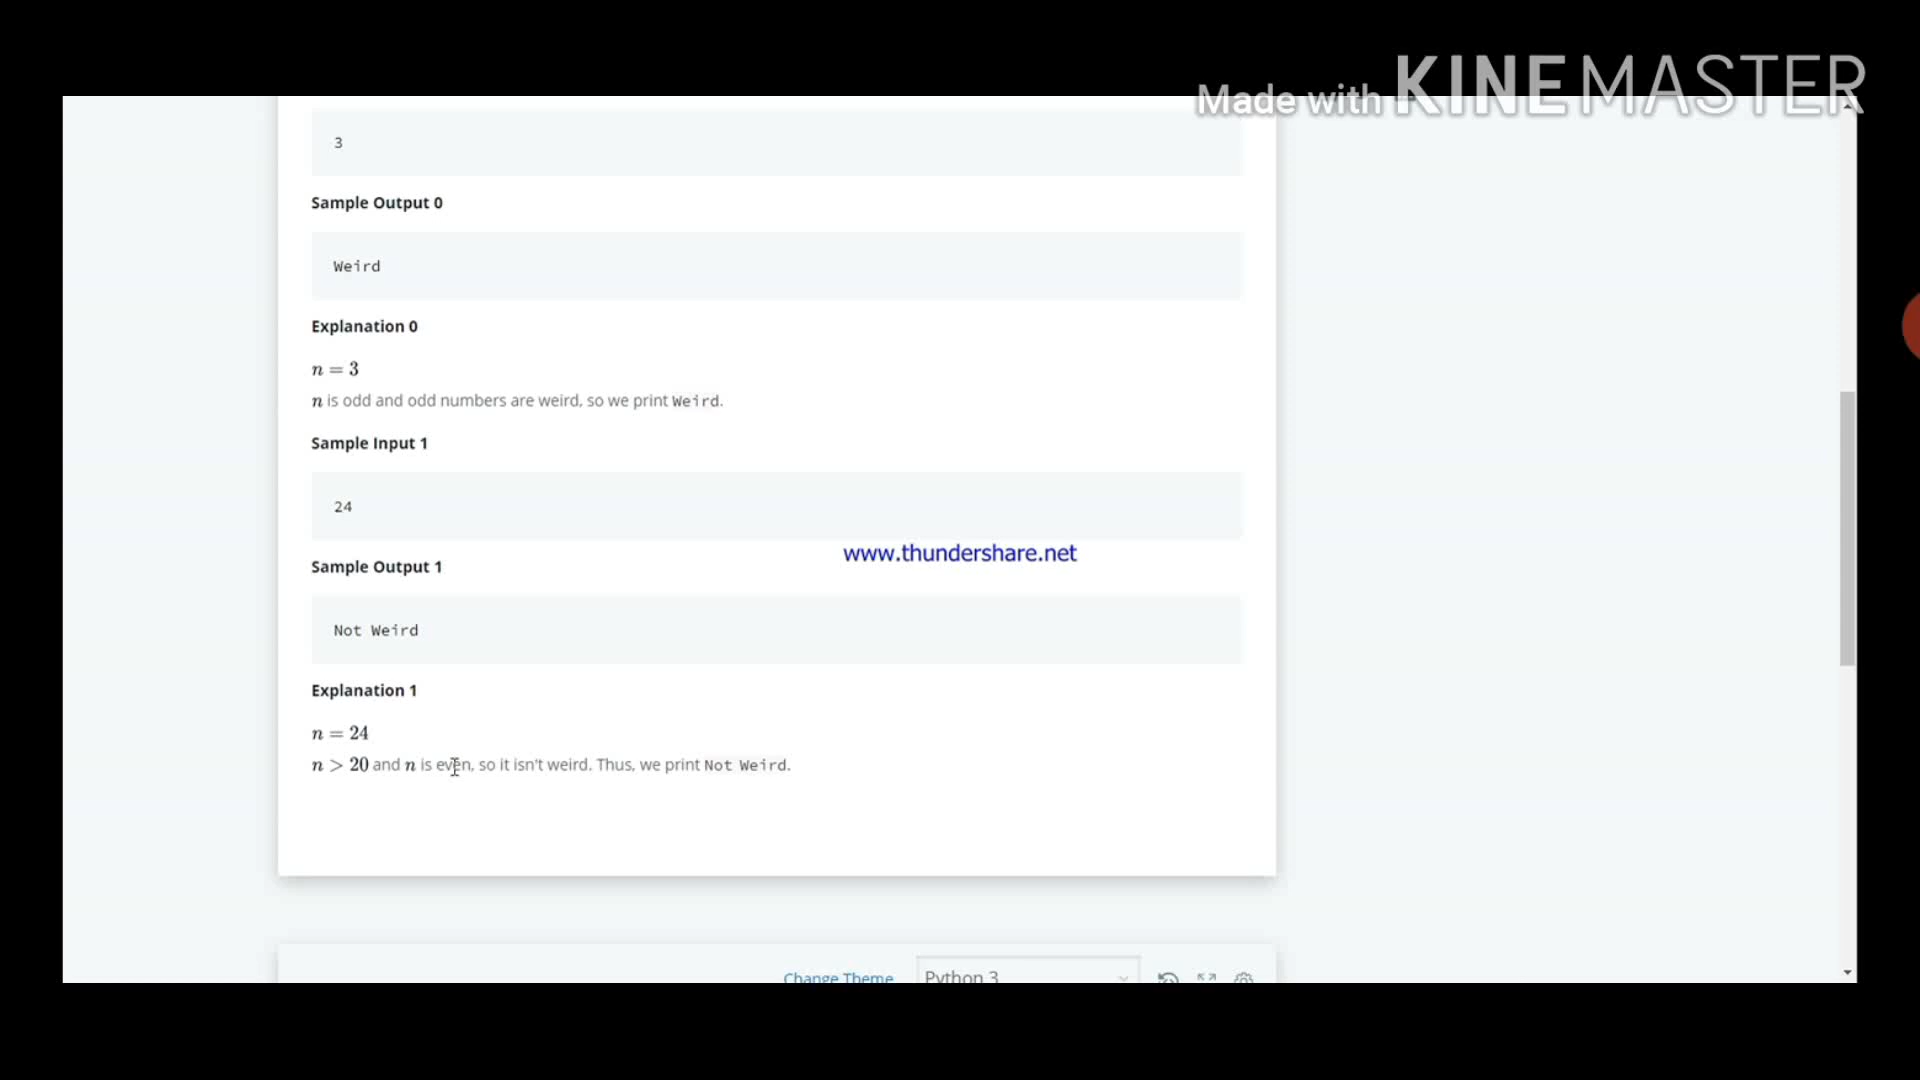 Made with KINEMASTER
3
Sample Output 0
Weird
Explanation 0
n = 3
n is odd and odd numbers are weird, so we print Weird.
Sample Input 1
24
www.thundershare.net
Sample Output 1
Not Weird
Explanation 1
n = 24
n > 20 and n is even, so it isn't weird. Thus, we print Not Weird.
Change Theme Python 3